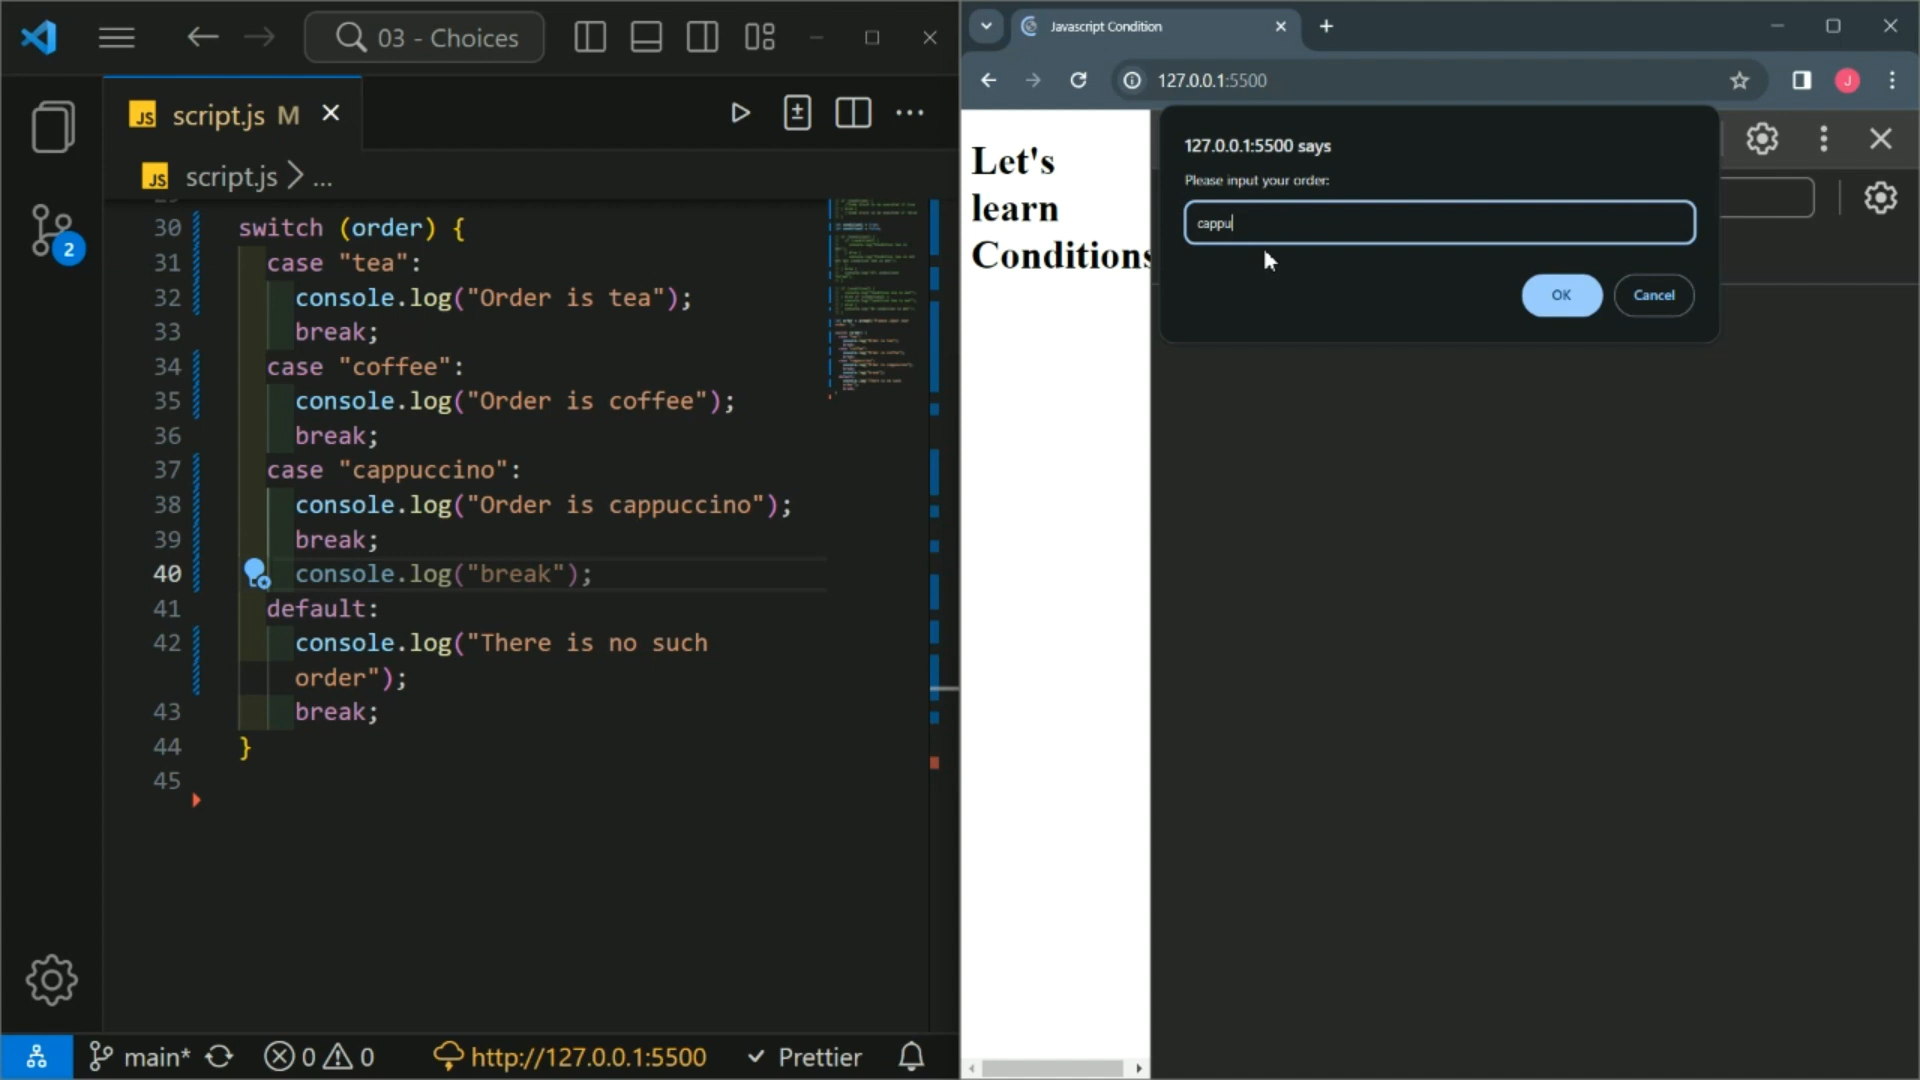 03 - Choices
script.js M
script.js > ...
30 switch (order) {
31 case "tea":
32 console.log("Order is tea");
33 break;
34 case "coffee":
35 console.log("Order is coffee");
36 break;
37 case "cappuccino":
38 console.log("Order is cappuccino");
39 break;
40 console.log("break");
41 default:
42 console.log("There is no such
order");
43 break;
44 }
45
2
main* 0 0 http://127.0.0.1:5500 Prettier
Javascript Condition
127.0.0.1:5500
J
Let's
learn
Conditions
127.0.0.1:5500 says
Please input your order:
cappu
OK Cancel